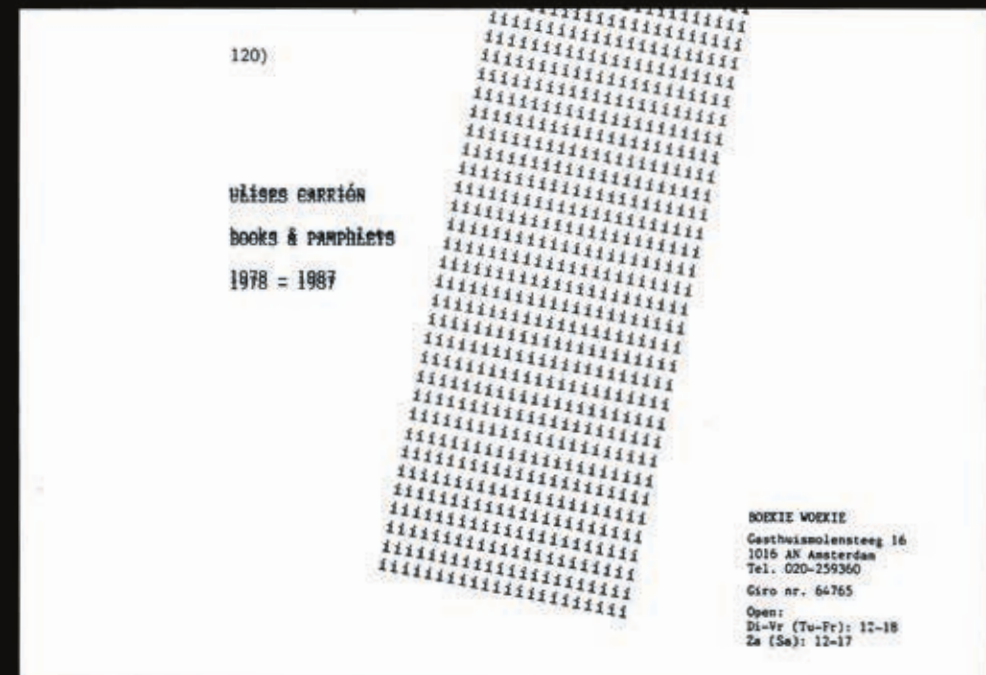 120)
ULISES CARRIÓN
BOOKS & PAMPHLETS
1978 - 1987
BOEKIE WOEKIE
Gasthuismolensteeg 16
1016 AN Amsterdam
Tel. 020-259360
Giro nr. 64765
Open:
Di-Vr (Tu-Fr): 12-18
Za (Sa): 12-17